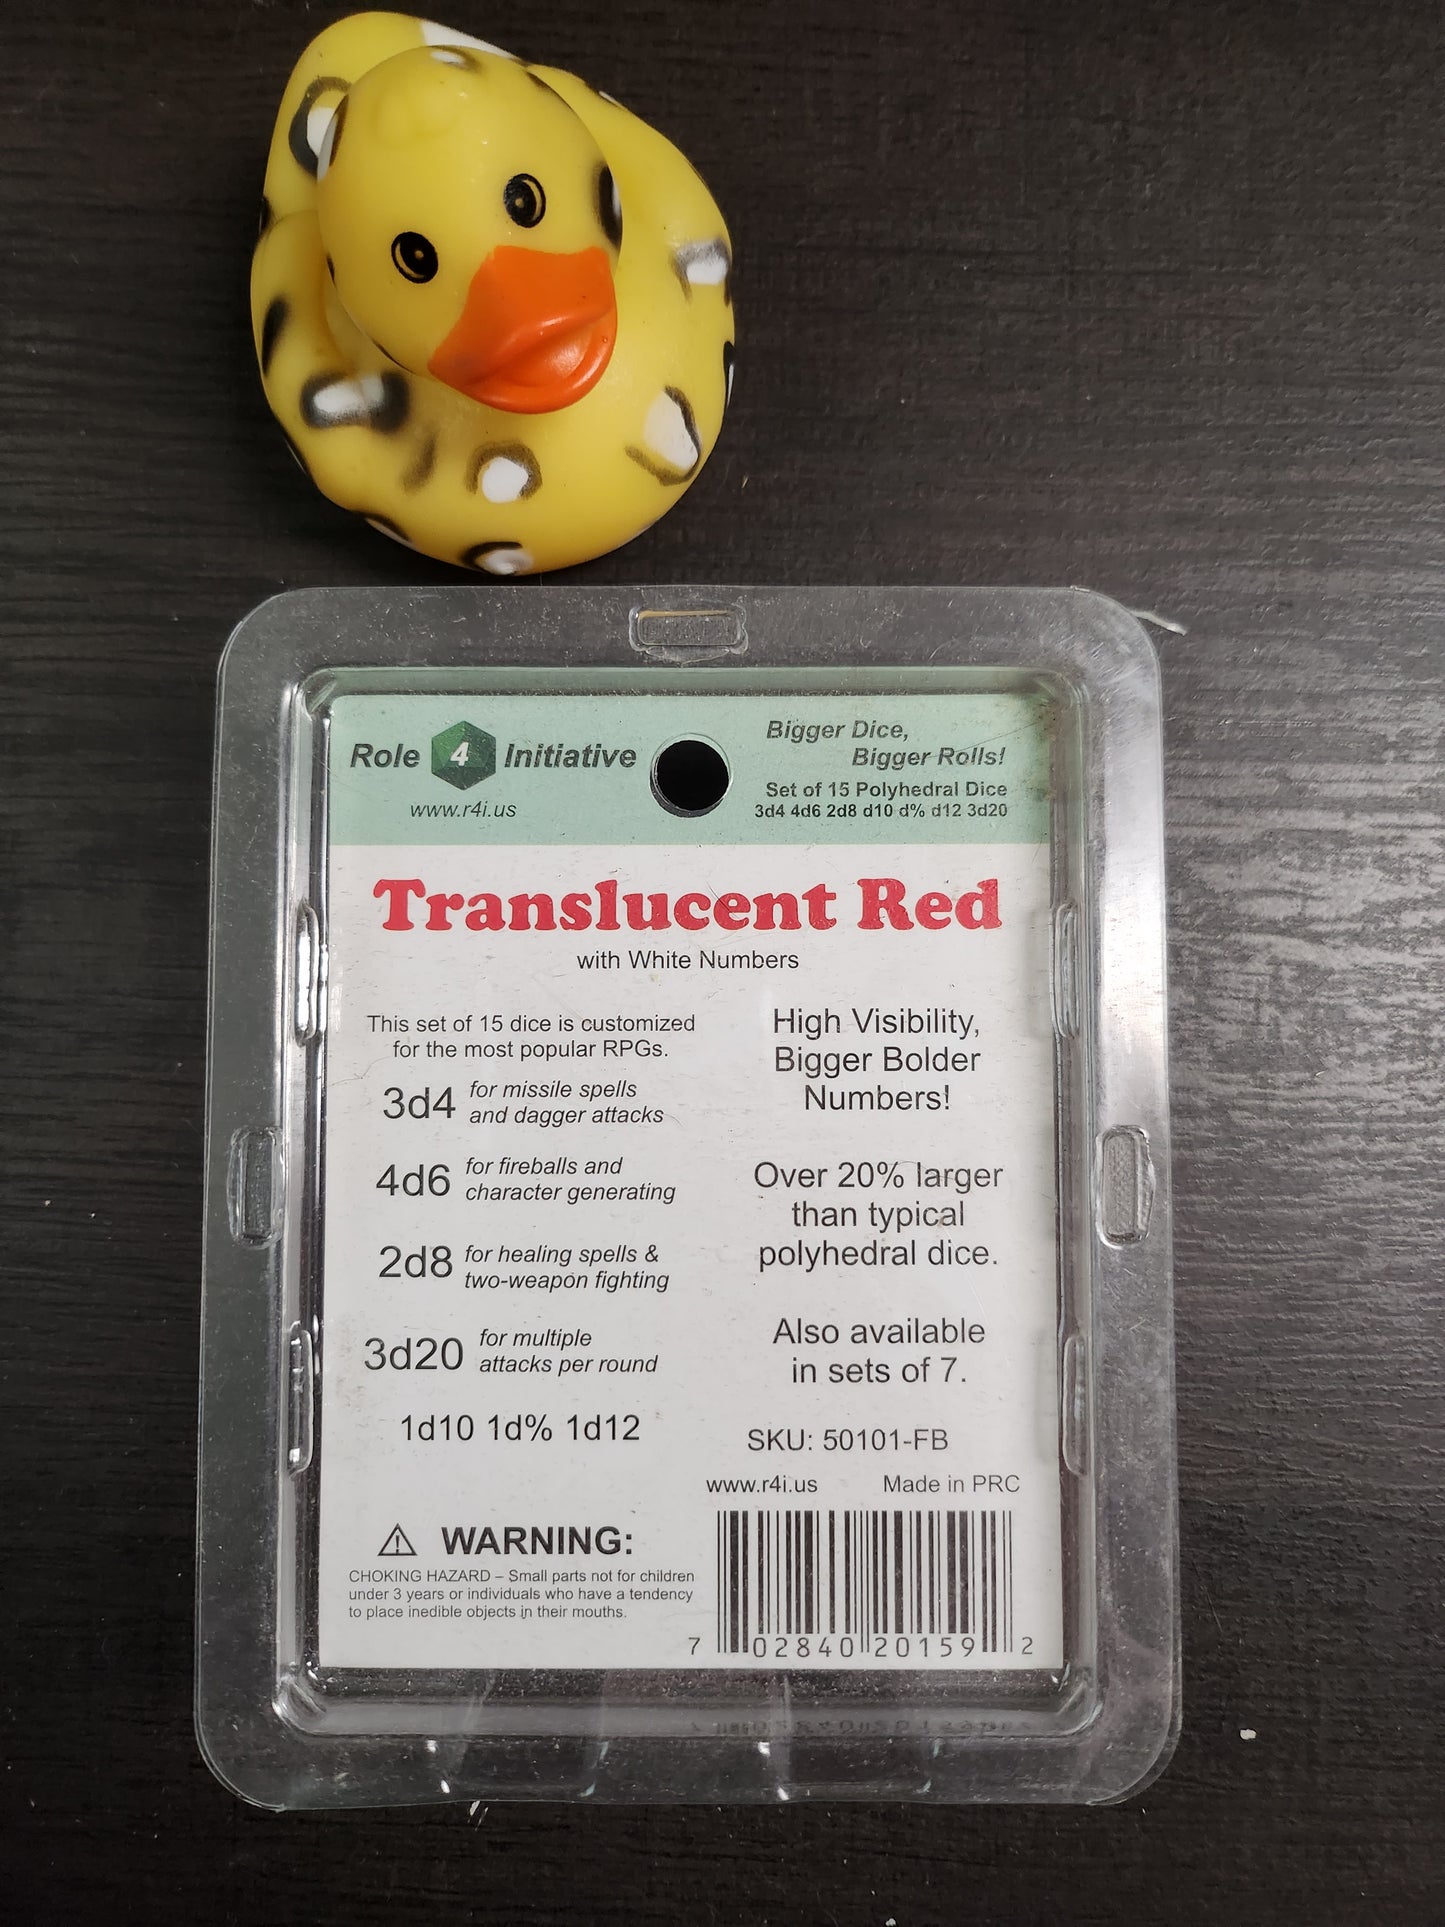 Role 4 Initiative
www.r4i.us
Bigger Dice,
Bigger Rolls!
Set of 15 Polyhedral Dice
3d4 4d6 2d8 d10 d% d12 3d20
Translucent Red
with White Numbers
This set of 15 dice is customized
for the most popular RPGs.
3d4 for missile spells
and dagger attacks
4d6 for fireballs and
character generating
2d8 for healing spells &
two-weapon fighting
3d20 for multiple
attacks per round
1d10 1d% 1d12
High Visibility,
Bigger Bolder
Numbers!
Over 20% larger
than typical
polyhedral dice.
Also available
in sets of 7.
SKU: 50101-FB
www.r4i.us Made in PRC
⚠ WARNING:
CHOKING HAZARD – Small parts not for children
under 3 years or individuals who have a tendency
to place inedible objects in their mouths.
7 02840 20159 2